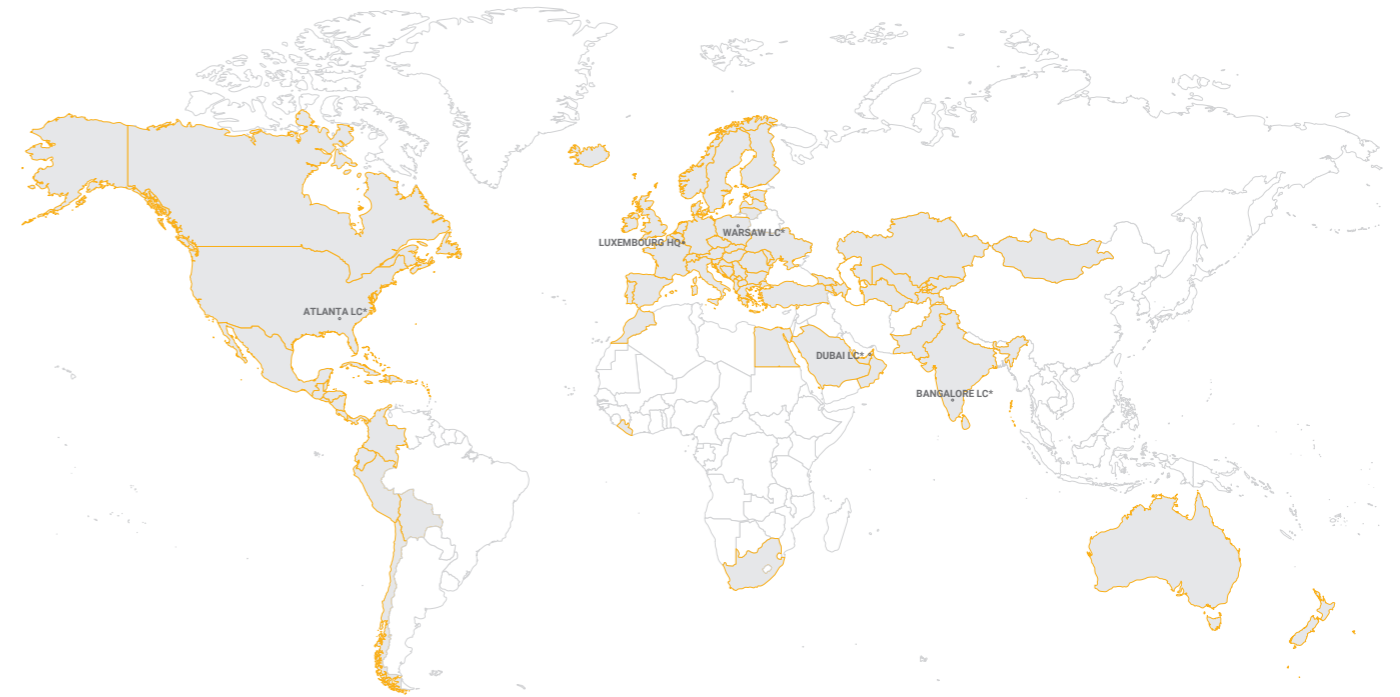 WARSAW LC*
LUXEMBOURG HQ*
ATLANTA LC*
DUBAI LC*
BANGALORE LC*